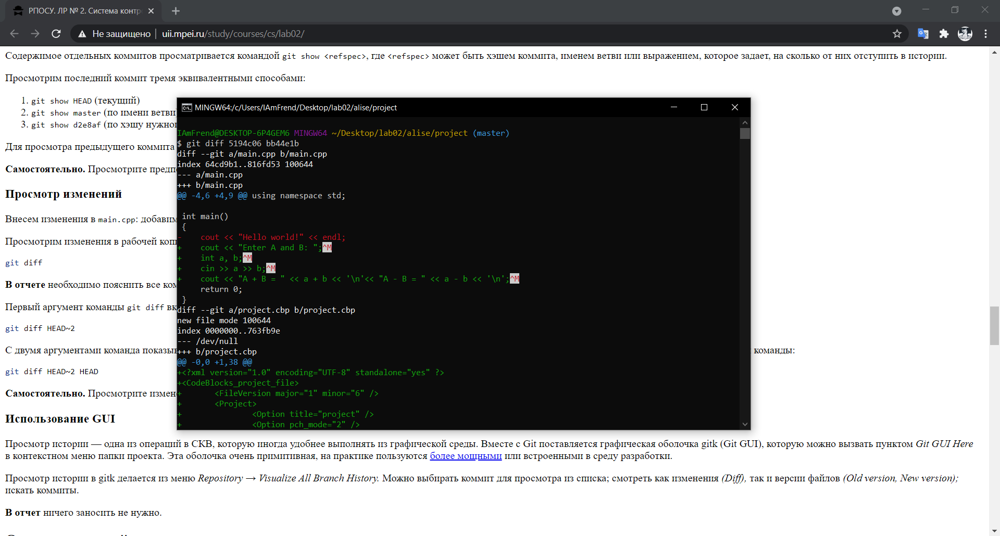 РПОСУ. ЛР № 2. Система контр
Не защищено | uii.mpei.ru/study/courses/cs/lab02/
Содержимое отдельных коммитов просматривается командой git show <refspec>, где <refspec> может быть хэшем коммита, именем ветви или выражением, которое задает, на сколько от них отступить в истории.
Просмотрим последний коммит тремя эквивалентными способами:
1. git show HEAD (текущий)
2. git show master (по имени ветви
3. git show d2e8af (по хэшу
Для просмотра предыдущего коммита
Самостоятельно. Просмотрите
Просмотр изменений
Внесем изменения в main.cpp: добавим
Просмотрим изменения в рабочей
git diff
В отчете необходимо пояснить все
Первый аргумент команды git diff
git diff HEAD~2
С двумя аргументами команда
команды:
git diff HEAD~2 HEAD
Самостоятельно. Просмотрите
Использование GUI
MINGW64:/c/Users/IAmFrend/Desktop/lab02/alise/project
IAmFrend@DESKTOP-6P4GEM6 MINGW64 ~/Desktop/lab02/alise/project (master)
$ git diff 5194c06 bb44e1b
diff --git a/main.cpp b/main.cpp
index 64cd9b1..816fd53 100644
--- a/main.cpp
+++ b/main.cpp
@@ -4,6 +4,9 @@ using namespace std;
int main()
{
-    cout << "Hello world!" << endl;
+    cout << "Enter A and B: ";^M
+    int a, b;^M
+    cin >> a >> b;^M
+    cout << "A + B = " << a + b << '\n'<< "A - B = " << a - b << '\n';^M
return 0;
}
diff --git a/project.cbp b/project.cbp
new file mode 100644
index 0000000..763fb9e
--- /dev/null
+++ b/project.cbp
@@ -0,0 +1,38 @@
+<?xml version="1.0" encoding="UTF-8" standalone="yes" ?>
+<CodeBlocks_project_file>
+       <FileVersion major="1" minor="6" />
+       <Project>
+               <Option title="project" />
+               <Option pch_mode="2" />
Просмотр истории — одна из операций в СКВ, которую иногда удобнее выполнять из графической среды. Вместе с Git поставляется графическая оболочка gitk (Git GUI), которую можно вызвать пунктом Git GUI Here
в контекстном меню папки проекта. Эта оболочка очень примитивная, на практике пользуются более мощными или встроенными в среду разработки.
Просмотр истории в gitk делается из меню Repository → Visualize All Branch History. Можно выбирать коммит для просмотра из списка; смотреть как изменения (Diff), так и версии файлов (Old version, New version);
искать коммиты.
В отчет ничего заносить не нужно.